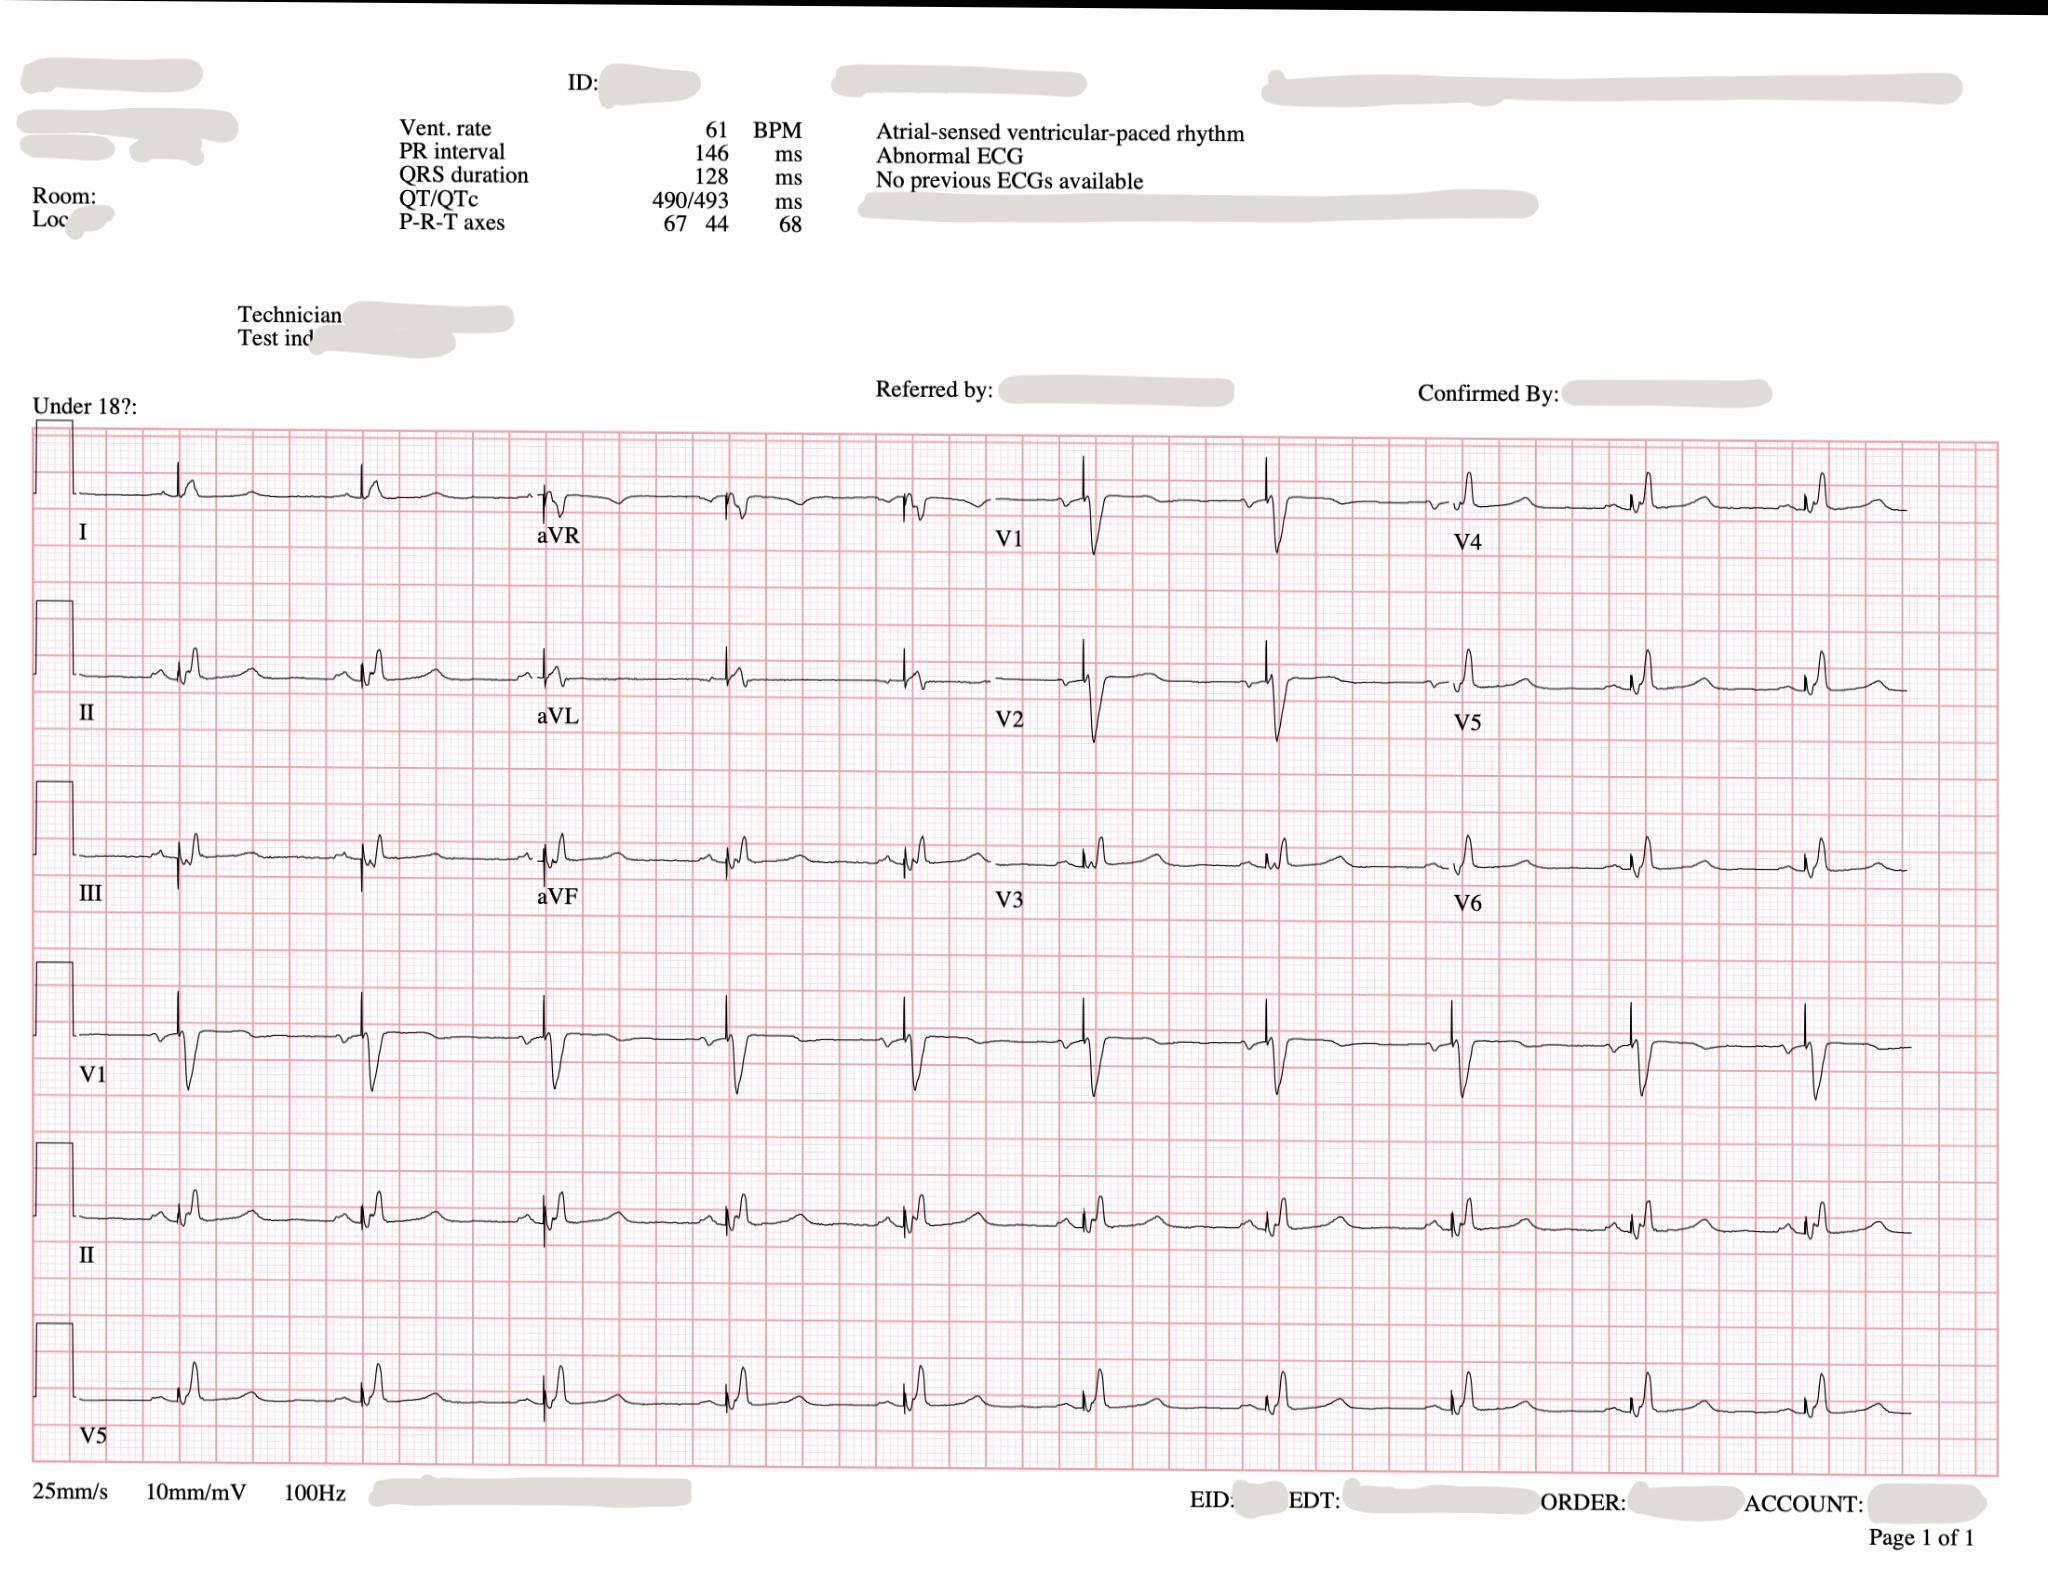 ID:
Vent. rate 61 BPM
PR interval 146 ms
QRS duration 128 ms
QT/QTc 490/493 ms
P-R-T axes 67 44 68
Atrial-sensed ventricular-paced rhythm
Abnormal ECG
No previous ECGs available
Room:
Loc
Technician
Test ind
Referred by:
Confirmed By:
Under 18?:
I
aVR
V1
V4
II
aVL
V2
V5
III
aVF
V3
V6
V1
II
V5
25mm/s 10mm/mV 100Hz
EID: EDT: ORDER: ACCOUNT:
Page 1 of 1